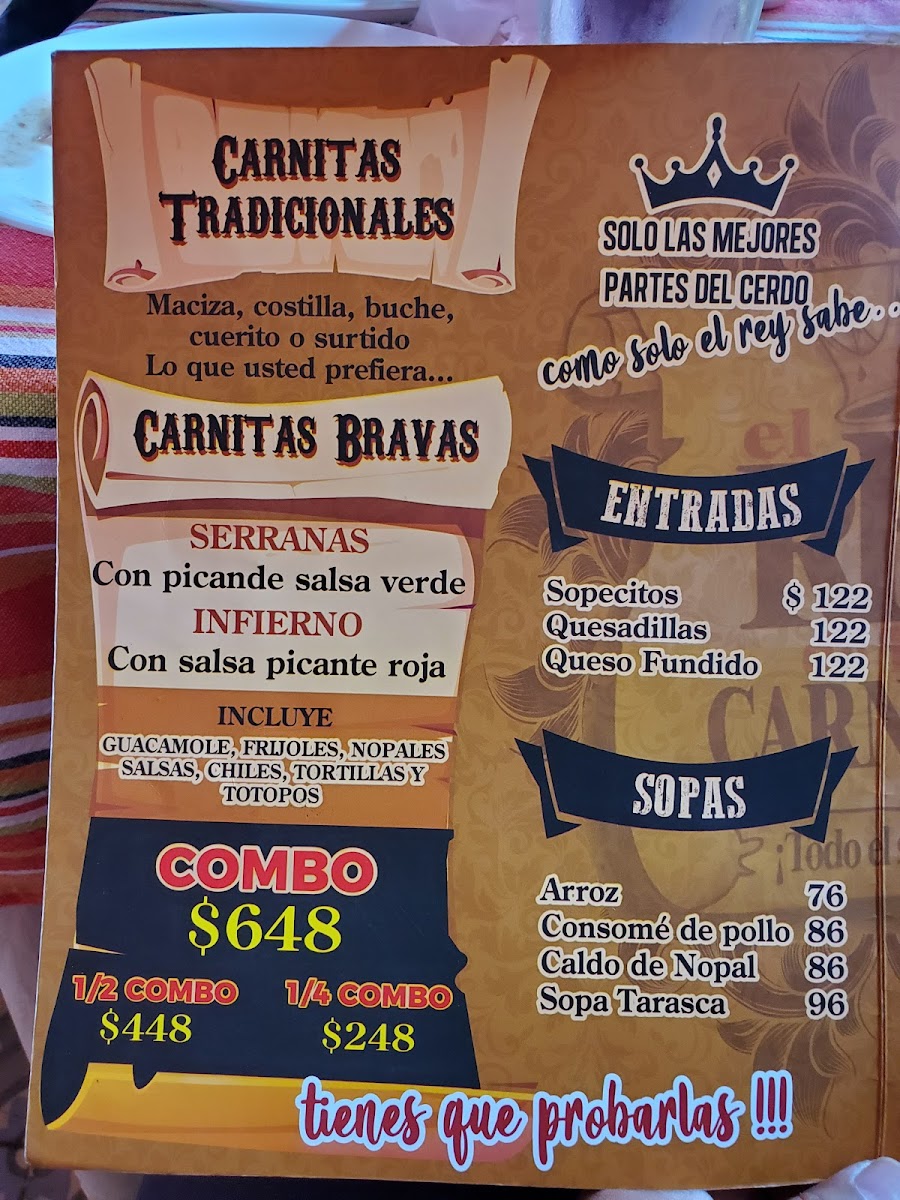 CARNITAS
TRADICIONALES
Maciza, costilla, buche,
cuerito o surtido
Lo que usted prefiera...
CARNITAS BRAVAS
SERRANAS
Con picande salsa verde
INFIERNO
Con salsa picante roja
INCLUYE
GUACAMOLE, FRIJOLES, NOPALES
SALSAS, CHILES, TORTILLAS Y
TOTOPOS
COMBO
$648
1/2 COMBO 1/4 COMBO
$448 $248
SOLO LAS MEJORES
PARTES DEL CERDO
como solo el rey sabe...
el
ENTRADAS
Sopecitos $ 122
Quesadillas 122
Queso Fundido 122
SOPAS
¡Todo el
Arroz 76
Consomé de pollo 86
Caldo de Nopal 86
Sopa Tarasca 96
tienes que probarlas !!!